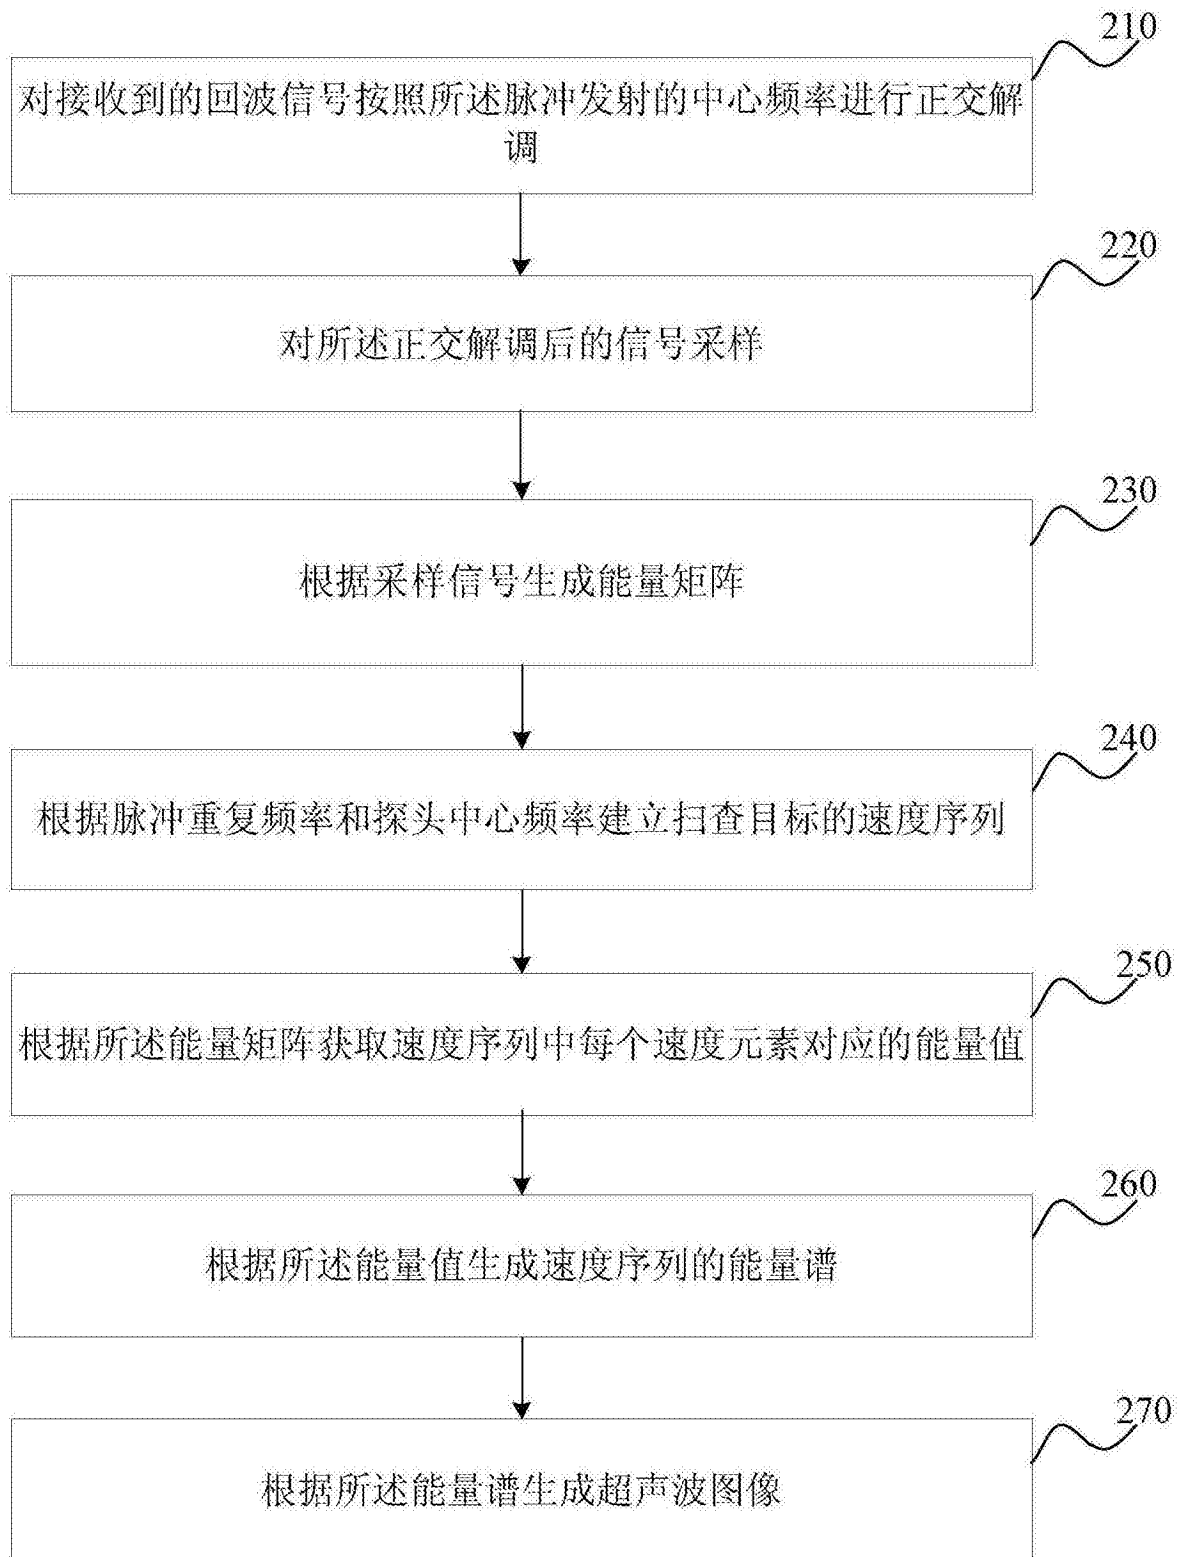 210
对接收到的回波信号按照所述脉冲发射的中心频率进行正交解
调
220
对所述正交解调后的信号采样
230
根据采样信号生成能量矩阵
240
根据脉冲重复频率和探头中心频率建立扫查目标的速度序列
250
根据所述能量矩阵获取速度序列中每个速度元素对应的能量值
260
根据所述能量值生成速度序列的能量谱
270
根据所述能量谱生成超声波图像